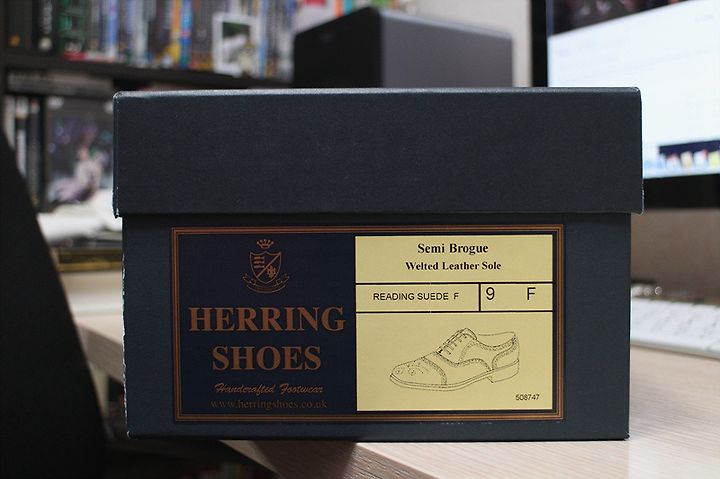 HERRING
SHOES
Handcrafted Footwear
www.herringshoes.co.uk
Semi Brogue
Welted Leather Sole
READING SUEDE F
9 F
508747